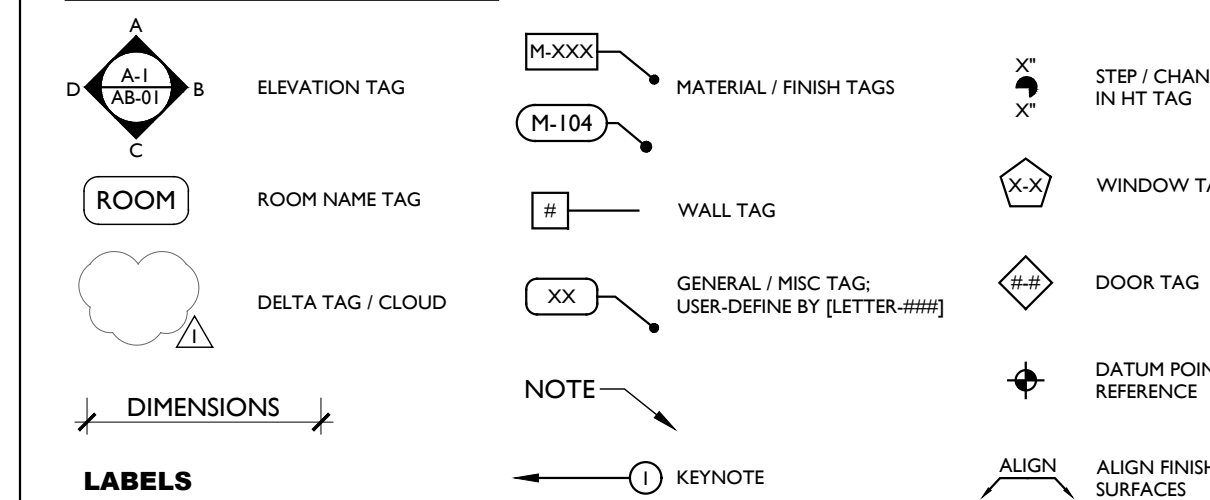 A
A-1
AB-01
D
B
C
ELEVATION TAG
ROOM
ROOM NAME TAG
DELTA TAG / CLOUD
1
DIMENSIONS
LABELS
M-XXX
M-104
MATERIAL / FINISH TAGS
#
WALL TAG
XX
GENERAL / MISC TAG;
USER-DEFINE BY [LETTER-###]
NOTE
1
KEYNOTE
X"
X"
STEP / CHAN
IN HT TAG
X-X
WINDOW TA
#-#
DOOR TAG
DATUM POIN
REFERENCE
ALIGN
ALIGN FINISH
SURFACES